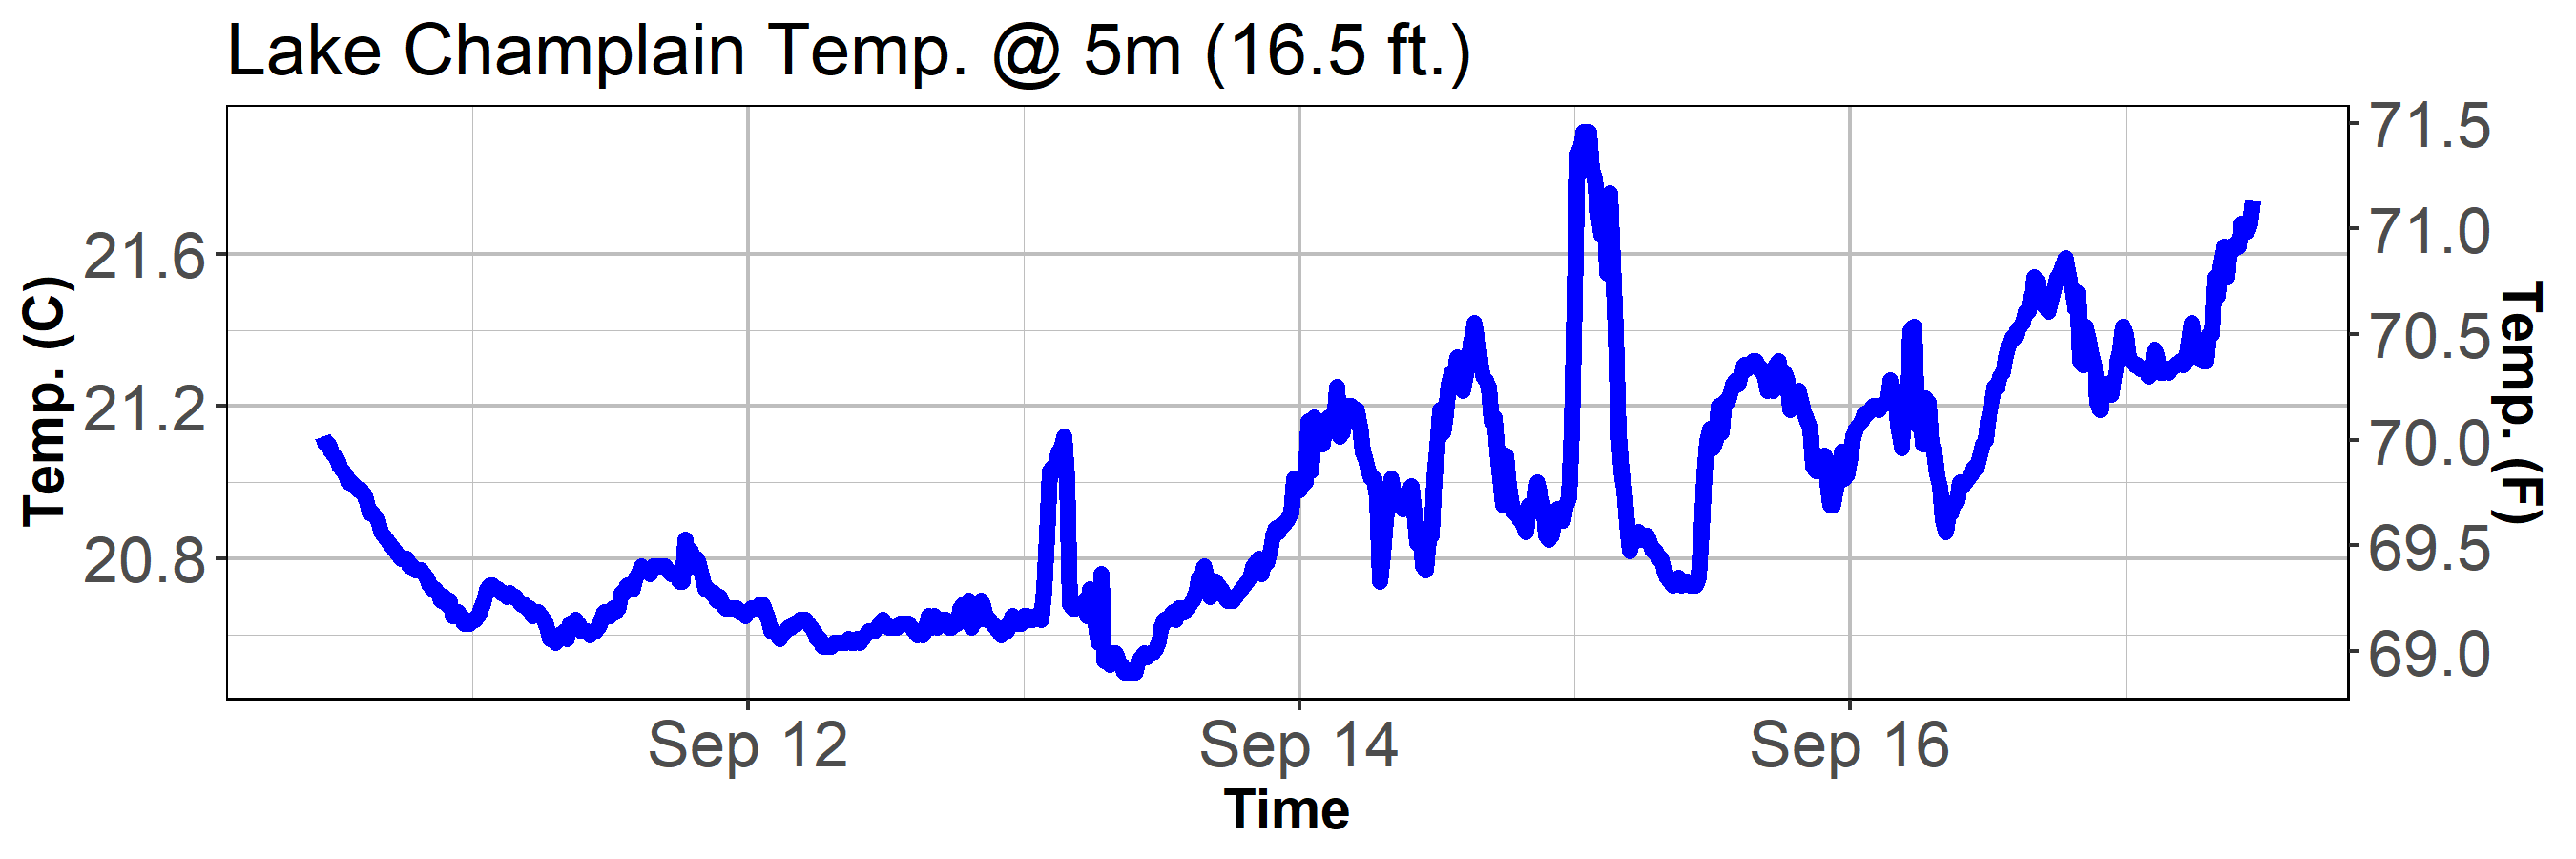 Lake Champlain Temp. @ 5m (16.5 ft.)
Temp. (C)
21.6
21.2
20.8
71.5
71.0
70.5
70.0
69.5
69.0
Temp. (F)
Sep 12 Sep 14 Sep 16
Time